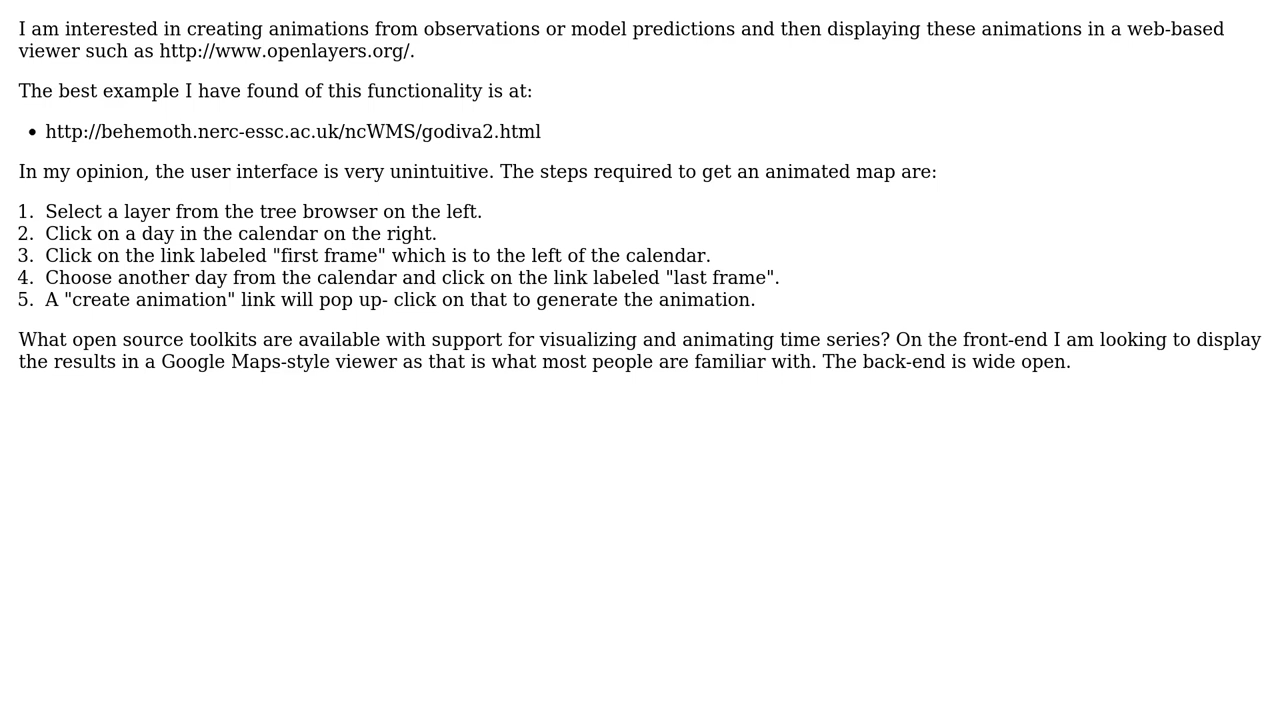 I am interested in creating animations from observations or model predictions and then displaying these animations in a web-based
viewer such as http://www.openlayers.org/.
The best example I have found of this functionality is at:
• http://behemoth.nerc-essc.ac.uk/ncWMS/godiva2.html
In my opinion, the user interface is very unintuitive. The steps required to get an animated map are:
1. Select a layer from the tree browser on the left.
2. Click on a day in the calendar on the right.
3. Click on the link labeled "first frame" which is to the left of the calendar.
4. Choose another day from the calendar and click on the link labeled "last frame".
5. A "create animation" link will pop up- click on that to generate the animation.
What open source toolkits are available with support for visualizing and animating time series? On the front-end I am looking to display
the results in a Google Maps-style viewer as that is what most people are familiar with. The back-end is wide open.